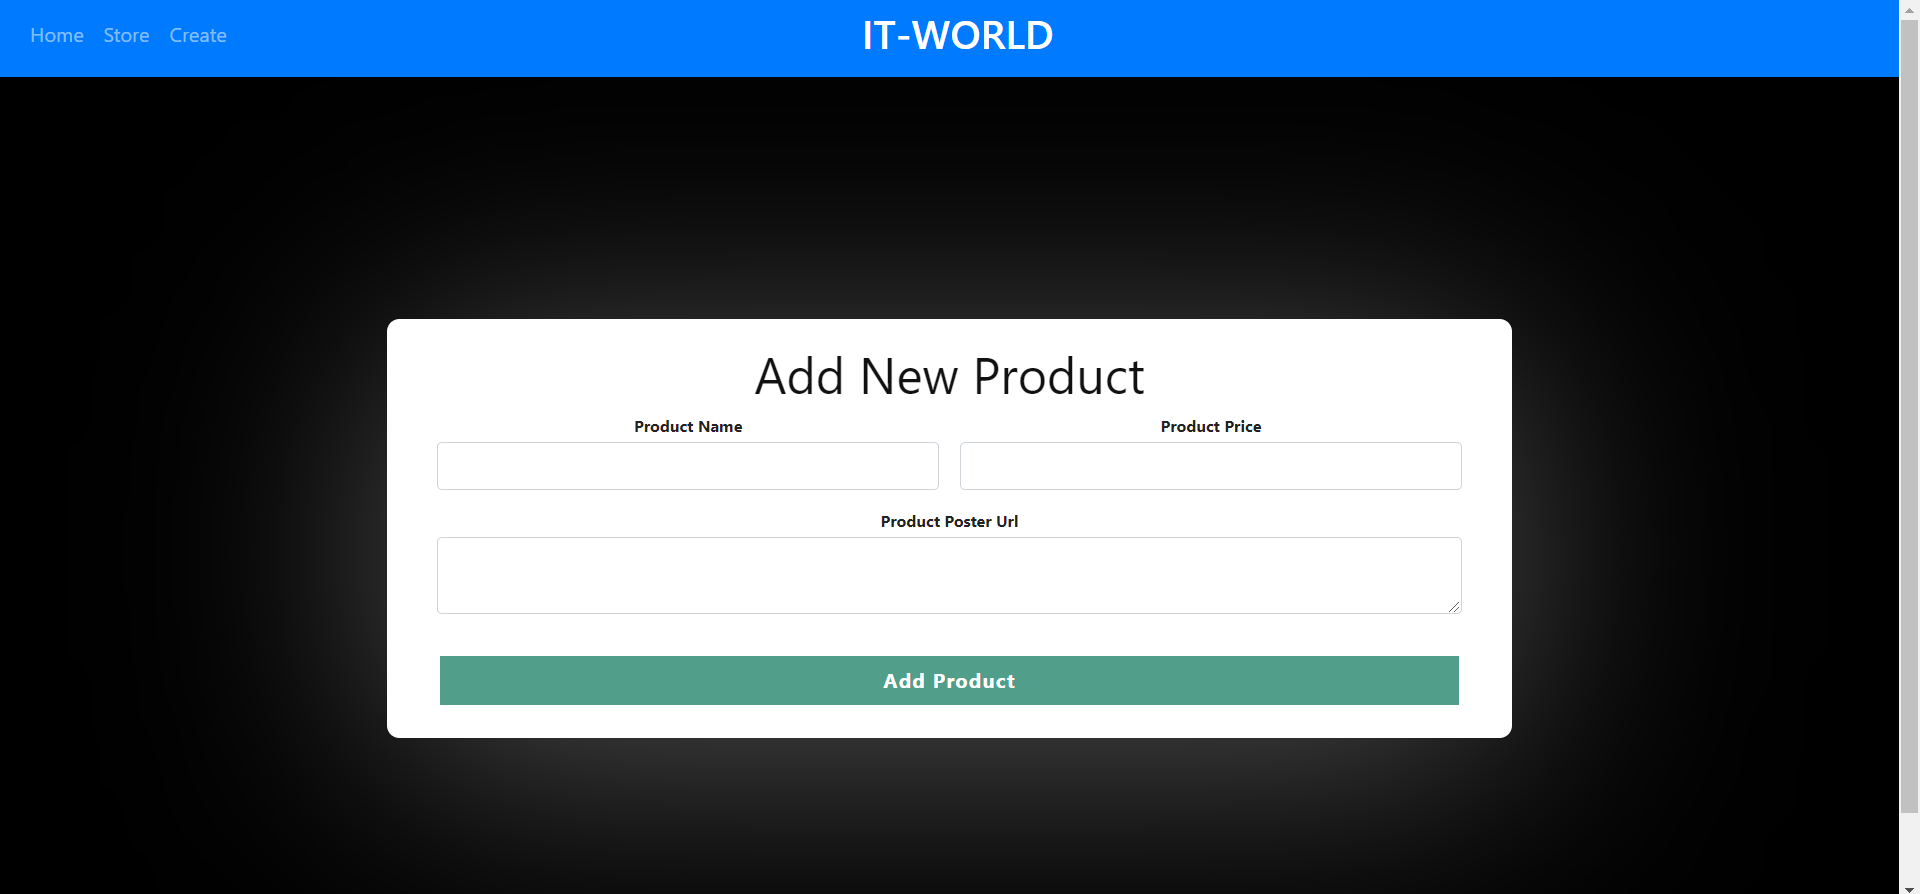 Home Store Create IT-WORLD
Add New Product
Product Name Product Price
Product Poster Url
Add Product